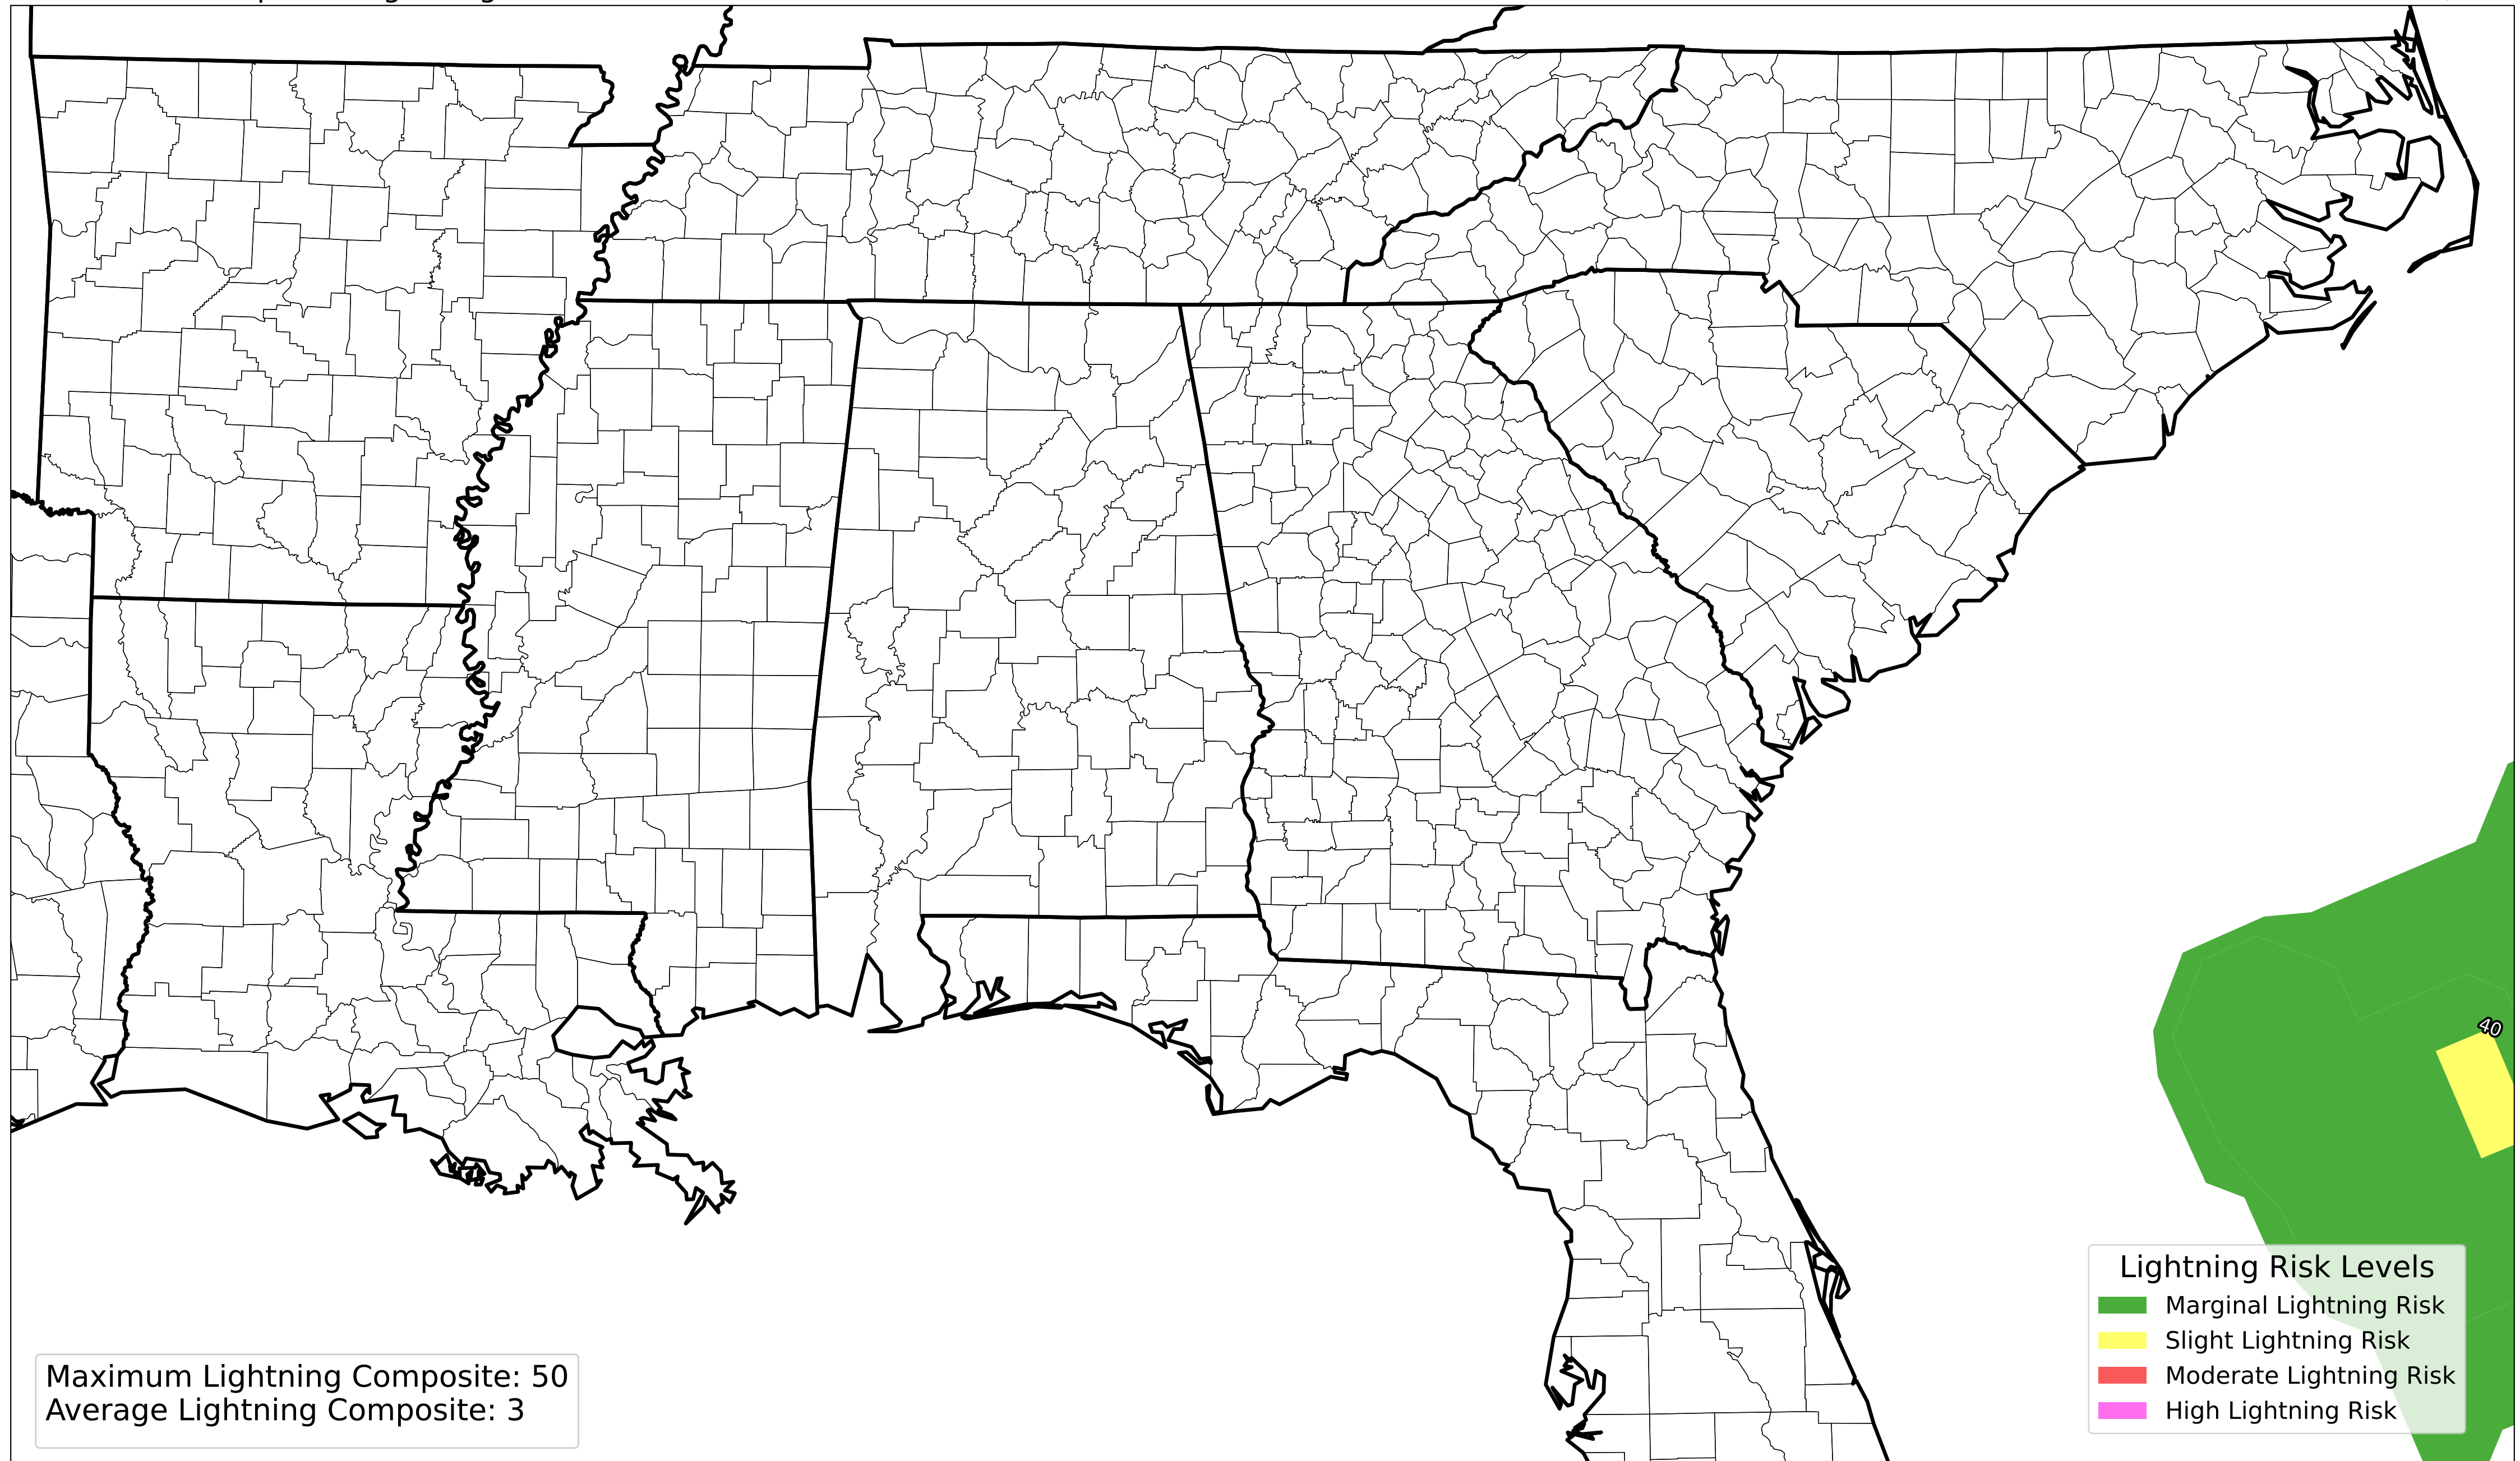 40
Lightning Risk Levels
Marginal Lightning Risk
Slight Lightning Risk
Moderate Lightning Risk
High Lightning Risk
Maximum Lightning Composite: 50
Average Lightning Composite: 3